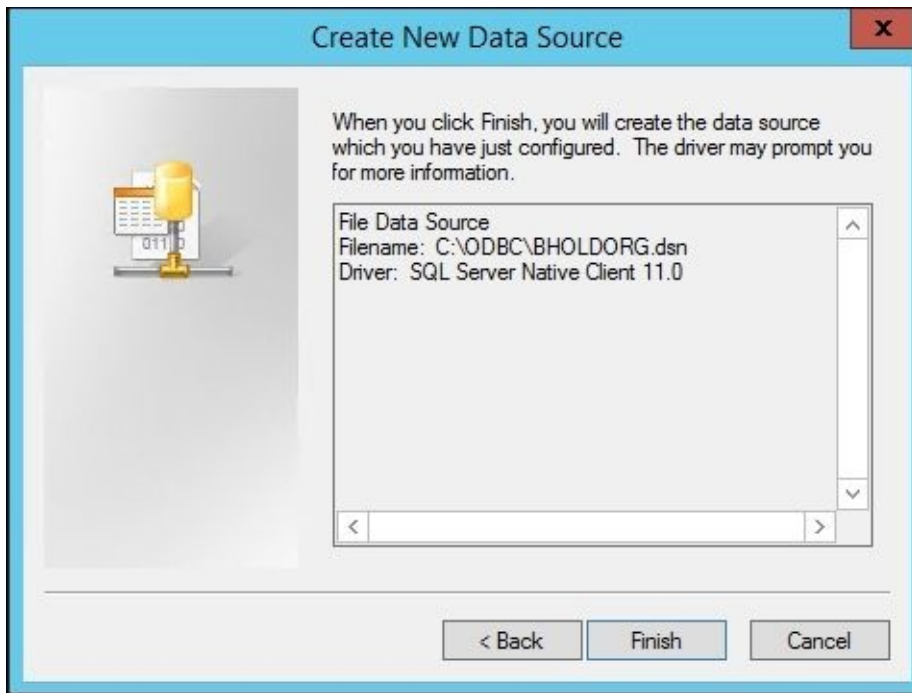 Create New Data Source
x
When you click Finish, you will create the data source
which you have just configured. The driver may prompt you
for more information.
File Data Source
Filename: C:\ODBC\BHOLDORG.dsn
Driver: SQL Server Native Client 11.0
< Back
Finish
Cancel